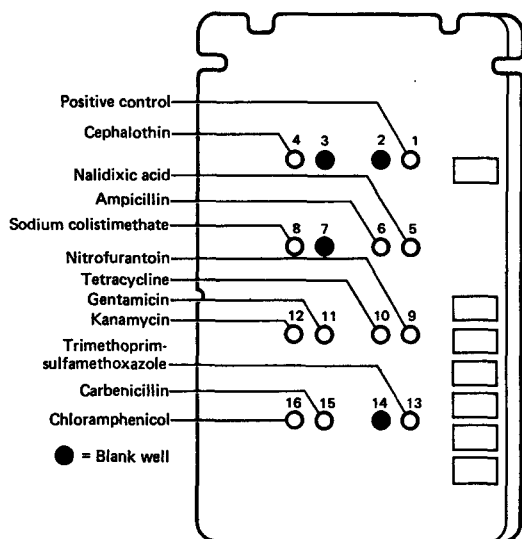 Positive control
Cephalothin
4 3 2 1
Nalidixic acid
Ampicillin
Sodium colistimethate
8 7 6 5
Nitrofurantoin
Tetracycline
Gentamicin
Kanamycin
12 11 10 9
Trimethoprim-
sulfamethoxazole
Carbenicillin
16 15 14 13
Chloramphenicol
= Blank well